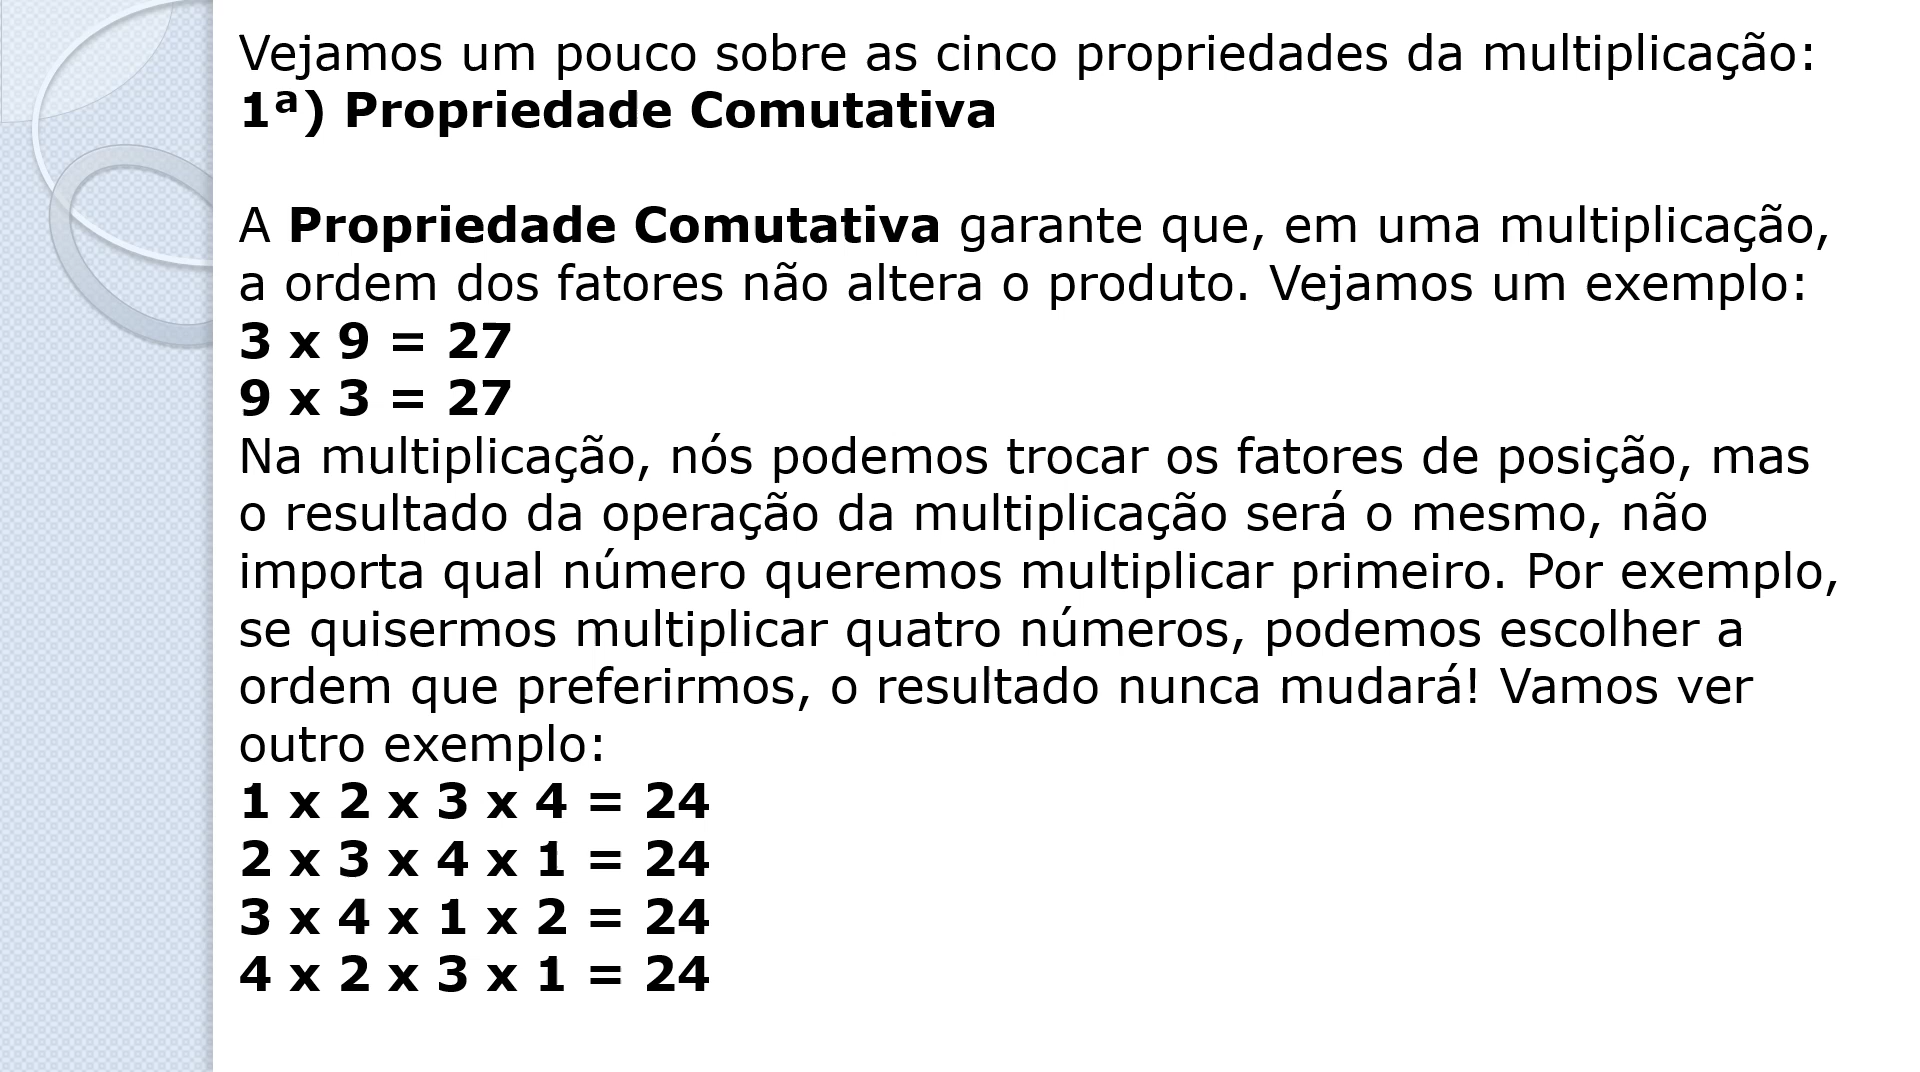 Vejamos um pouco sobre as cinco propriedades da multiplicação:
1ª) Propriedade Comutativa
A Propriedade Comutativa garante que, em uma multiplicação,
a ordem dos fatores não altera o produto. Vejamos um exemplo:
3 x 9 = 27
9 x 3 = 27
Na multiplicação, nós podemos trocar os fatores de posição, mas
o resultado da operação da multiplicação será o mesmo, não
importa qual número queremos multiplicar primeiro. Por exemplo,
se quisermos multiplicar quatro números, podemos escolher a
ordem que preferirmos, o resultado nunca mudará! Vamos ver
outro exemplo:
1 x 2 x 3 x 4 = 24
2 x 3 x 4 x 1 = 24
3 x 4 x 1 x 2 = 24
4 x 2 x 3 x 1 = 24